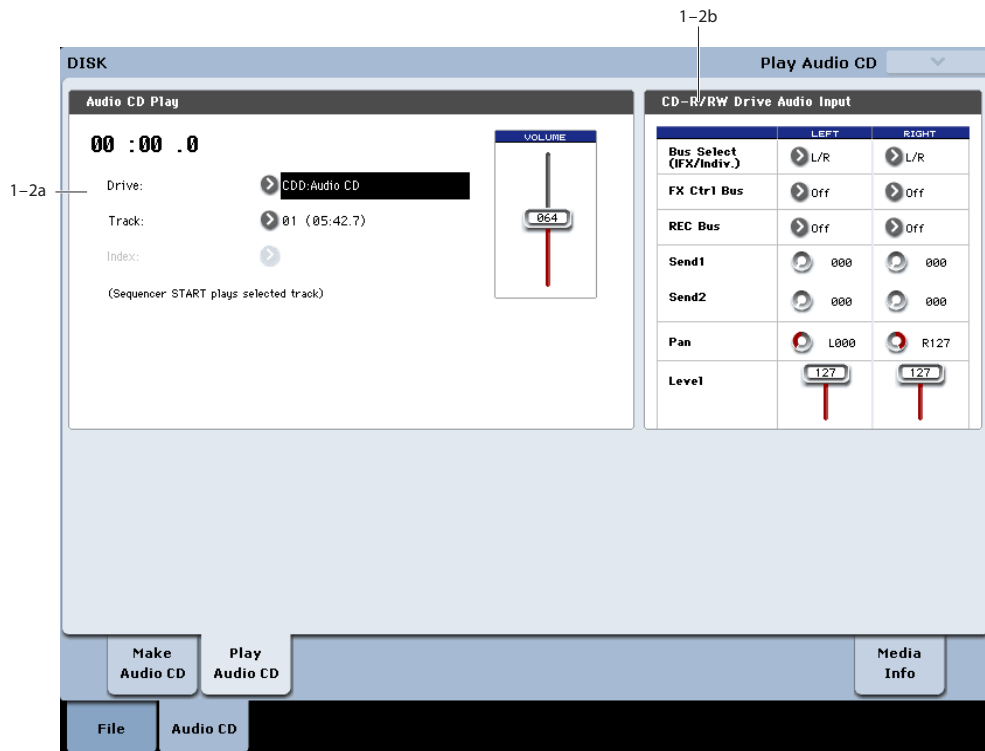 1–2b
DISK
Play Audio CD
Audio CD Play
CD-R/RW Drive Audio Input
00 :00 .0
VOLUME
LEFT RIGHT
Bus Select
(IFX/Indiv.)
L/R L/R
1–2a
Drive:
CDD:Audio CD
FX Ctrl Bus
Off Off
Track:
01 (05:42.7)
064
REC Bus
Off Off
Index:
Send1
000 000
(Sequencer START plays selected track)
Send2
000 000
Pan
L000 R127
Level
127 127
Make
Audio CD
Play
Audio CD
Media
Info
File
Audio CD